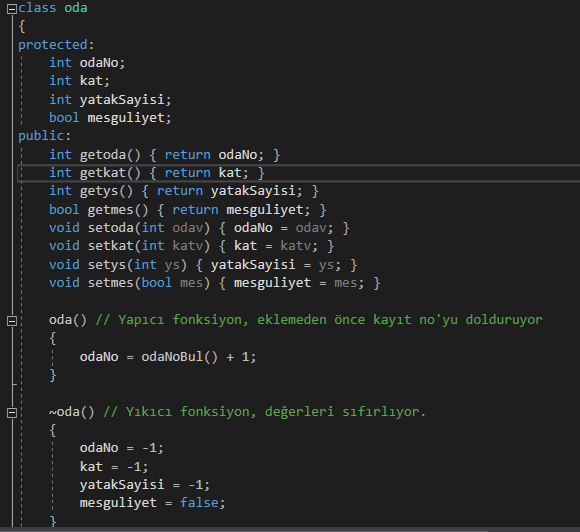 class oda
{
protected:
int odaNo;
int kat;
int yatakSayisi;
bool mesguliyet;
public:
int getoda() { return odaNo; }
int getkat() { return kat; }
int getys() { return yatakSayisi; }
bool getmes() { return mesguliyet; }
void setoda(int odav) { odaNo = odav; }
void setkat(int katv) { kat = katv; }
void setys(int ys) { yatakSayisi = ys; }
void setmes(bool mes) { mesguliyet = mes; }
oda() // Yapıcı fonksiyon, eklemeden önce kayıt no'yu dolduruyor
{
odaNo = odaNoBul() + 1;
}
~oda() // Yıkıcı fonksiyon, değerleri sıfırlıyor.
{
odaNo = -1;
kat = -1;
yatakSayisi = -1;
mesguliyet = false;
}